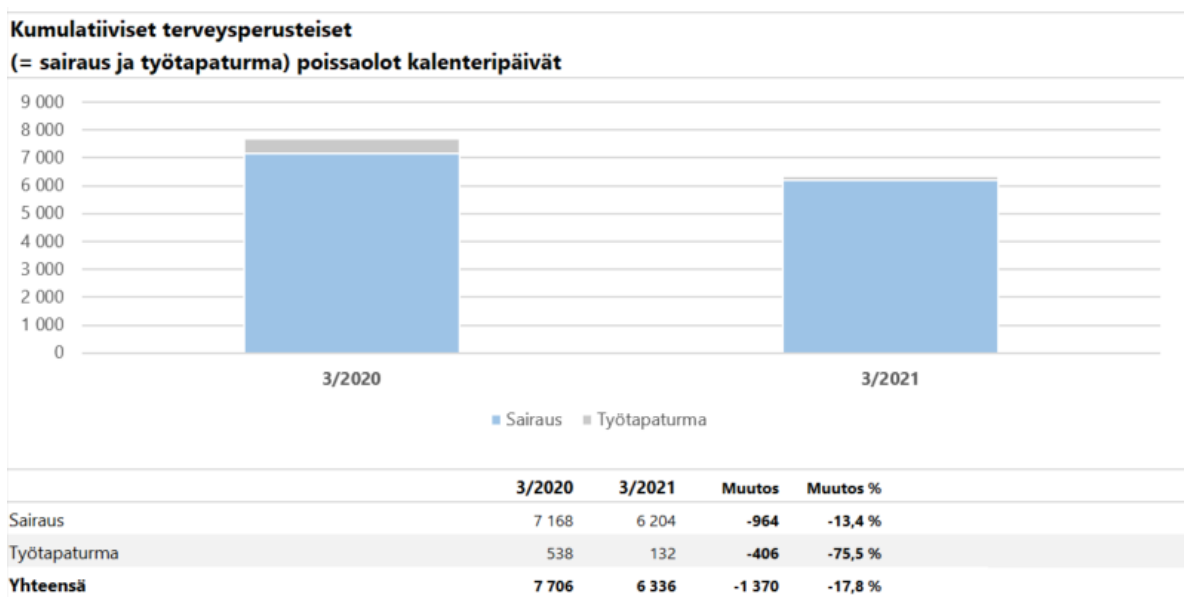 Kumulatiiviset terveysperusteiset
(= sairaus ja työtapaturma) poissaolot kalenteripäivät
9 000
8 000
7 000
6 000
5 000
4 000
3 000
2 000
1 000
0
3/2020 3/2021
Sairaus Työtapaturma
3/2020 3/2021 Muutos Muutos %
Sairaus 7 168 6 204 -964 -13,4 %
Työtapaturma 538 132 -406 -75,5 %
Yhteensä 7 706 6 336 -1 370 -17,8 %